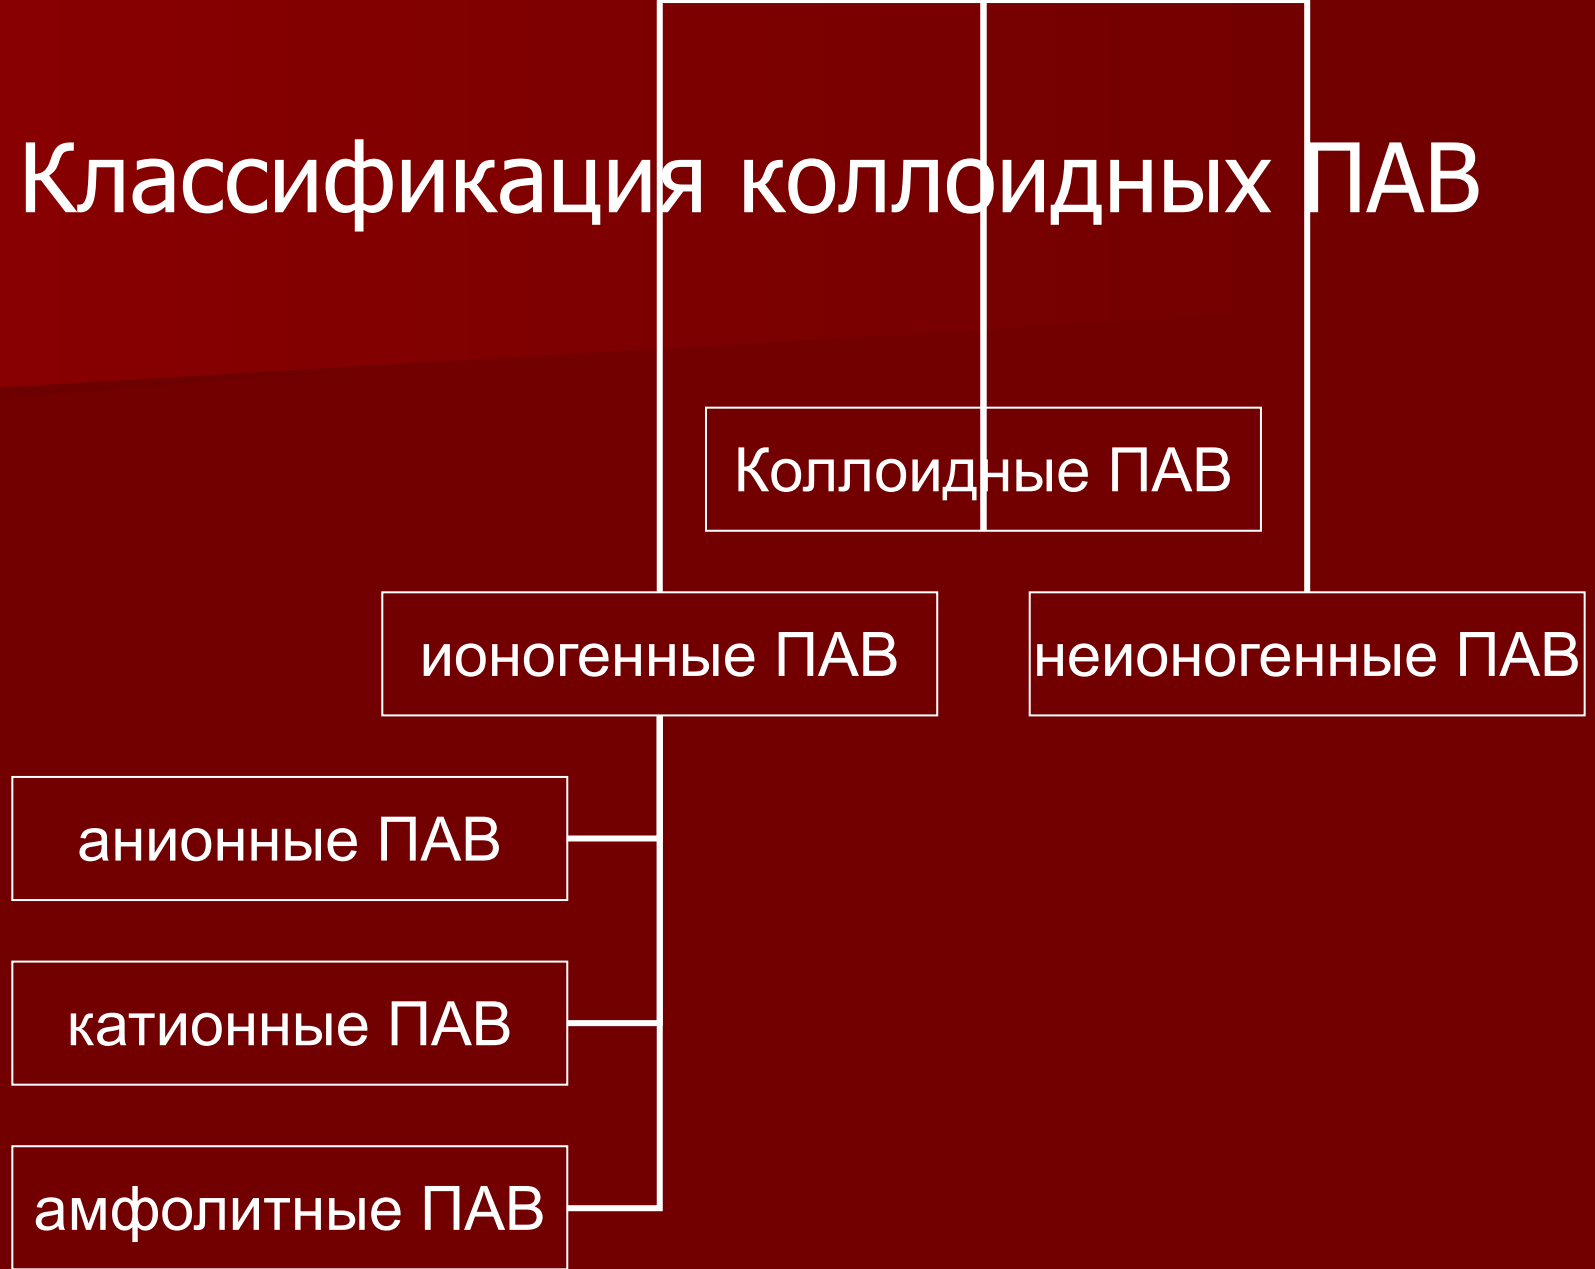 Классификация коллоидных ПАВ
Коллоидные ПАВ
ионогенные ПАВ
неионогенные ПАВ
анионные ПАВ
катионные ПАВ
амфолитные ПАВ